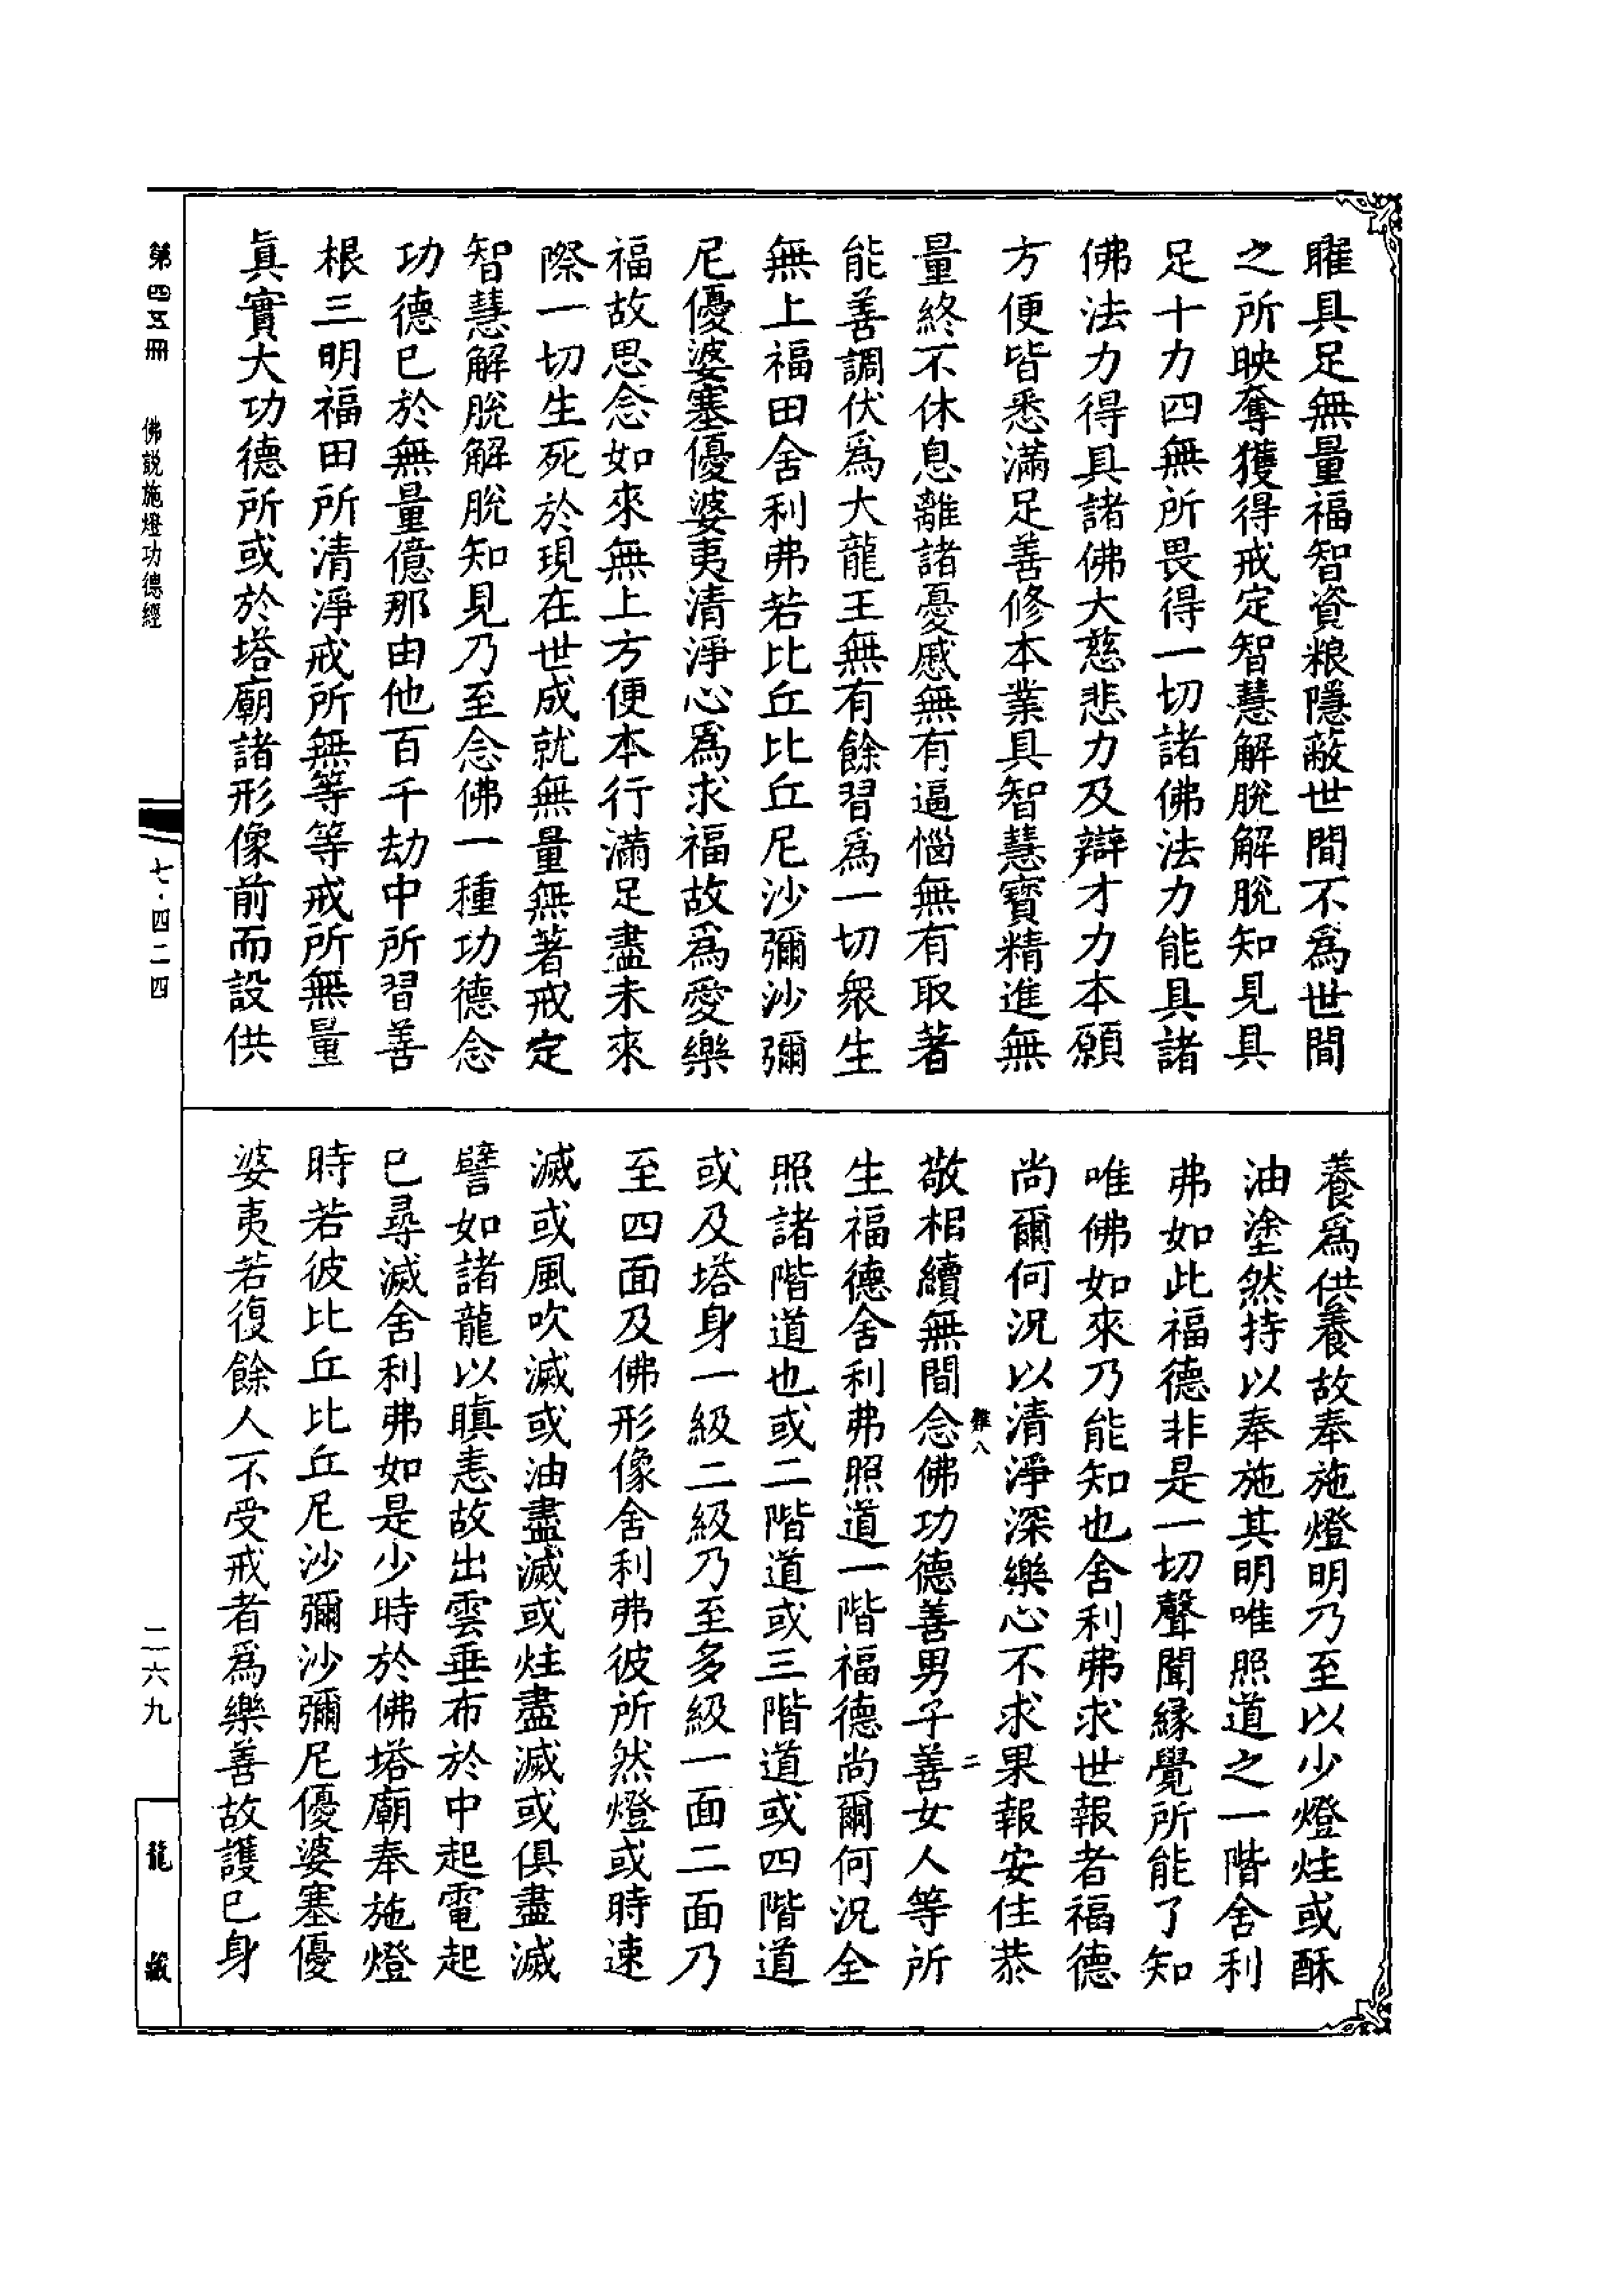 䁠具足無量福智資粮隱蔽世間不爲世間
之所映奪獲得戒定智慧解脫解脫知見具
足十力四無所畏得一切諸佛法力能具諸
佛法力得具諸佛大慈悲力及辯才力本願
方便皆悉滿足善修本業具智慧寶精進無
量終不休息離諸憂慼無有逼惱無有取著
能善調伏爲大龍王無有餘習爲一切衆生
無上福田舍利弗若比丘比丘尼沙彌沙彌
尼優婆塞優婆夷清淨心爲求福故爲愛樂
福故思念如來無上方便本行滿足盡未來
際一切生死於現在世成就無量無著戒定
智慧解脫解脫知見乃至念佛一種功德念
功德已於無量億那由他百千劫中所習善
根三明福田所清淨戒所無等等戒所無量
眞實大功德所或於塔廟諸形像前而設供
養爲供養故奉施燈明乃至以少燈炷或酥
油塗然持以奉施其明唯照道之一階舍利
弗如此福德非是一切聲聞緣覺所能了知
唯佛如來乃能知也舍利弗求世報者福德
尚爾何況以清淨深樂心不求果報安住恭
敬相續無間念佛功德善男子善女人等所
生福德舍利弗照道一階福德尚爾何況全
照諸階道也或二階道或三階道或四階道
或及塔身一級二級乃至多級一面二面乃
至四面及佛形像舍利弗彼所然燈或時速
滅或風吹滅或油盡滅或炷盡滅或俱盡滅
譬如諸龍以瞋恚故出雲垂布於中起電起
已尋滅舍利弗如是少時於佛塔廟奉施燈
時若彼比丘比丘尼沙彌沙彌尼優婆塞優
婆夷若復餘人不受戒者爲樂善故護已身
雜八
二
第四五冊
佛説施燈功德經
七·四二四
二六九
龍藏